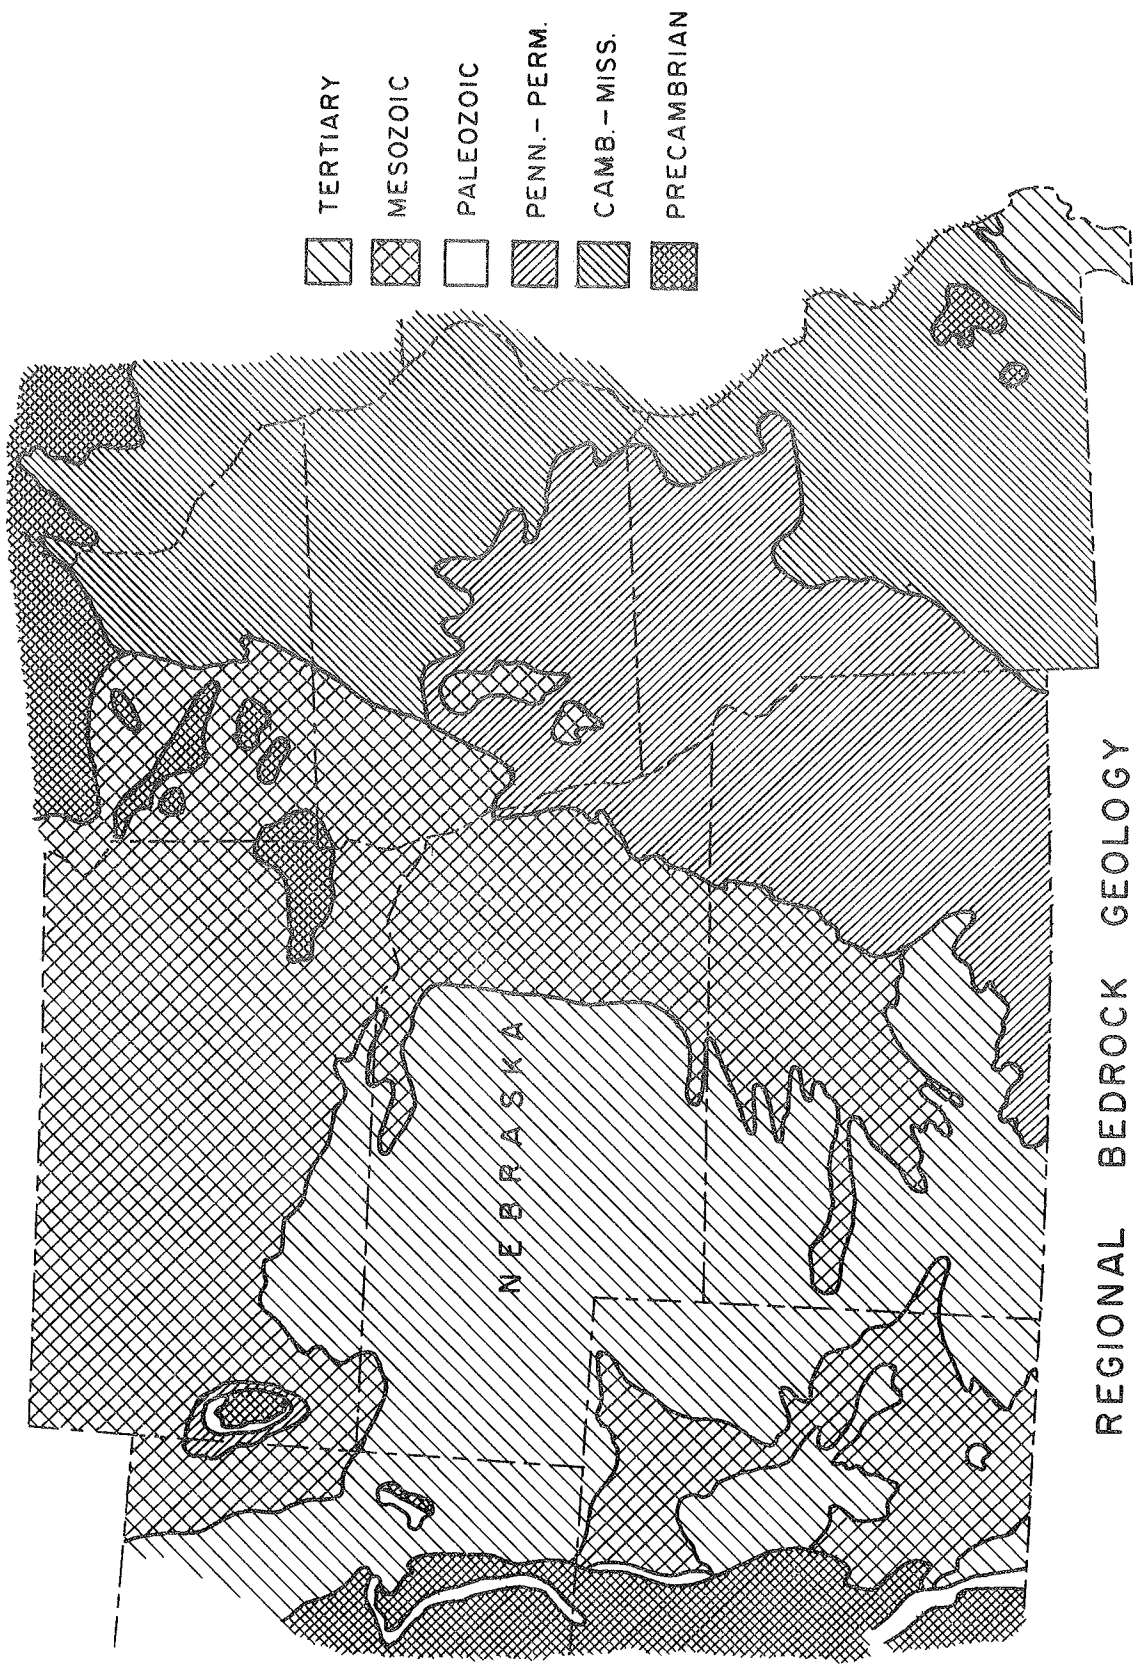 TERTIARY
MESOZOIC
PALEOZOIC
PENN.-PERM.
CAMB.-MISS.
PRECAMBRIAN
NEBRASKA
REGIONAL BEDROCK GEOLOGY